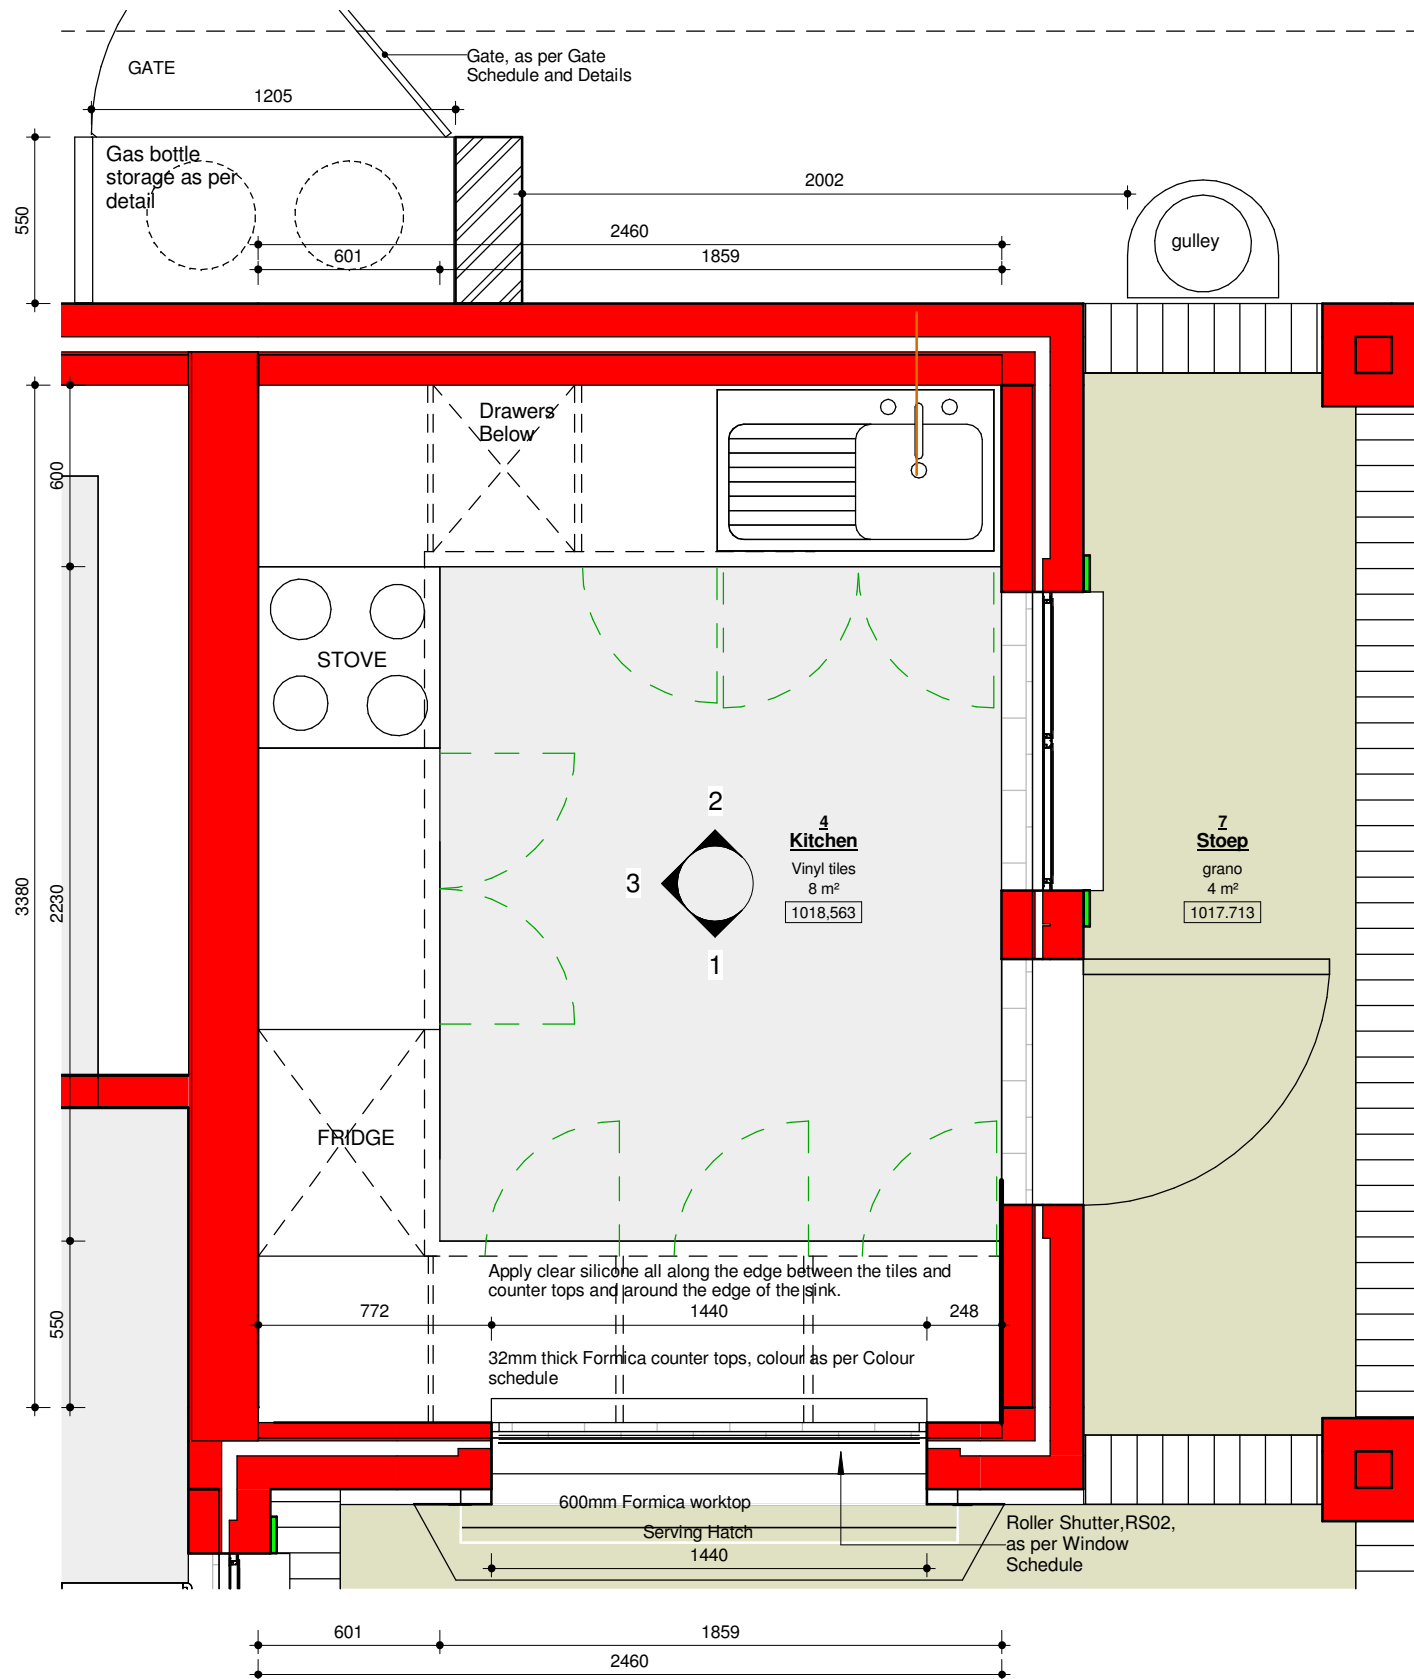 GATE
Gate, as per Gate
Schedule and Details
1205
Gas bottle
storage as per
detail
550
2002
2460
601
1859
gulley
Drawers
Below
600
STOVE
2
3
1
4
Kitchen
Vinyl tiles
8 m²
1018,563
7
Stoep
grano
4 m²
1017.713
3380
2230
FRIDGE
Apply clear silicone all along the edge between the tiles and
counter tops and around the edge of the sink.
772
1440
248
550
32mm thick Formica counter tops, colour as per Colour
schedule
600mm Formica worktop
Serving Hatch
1440
Roller Shutter,RS02,
as per Window
Schedule
601
1859
2460